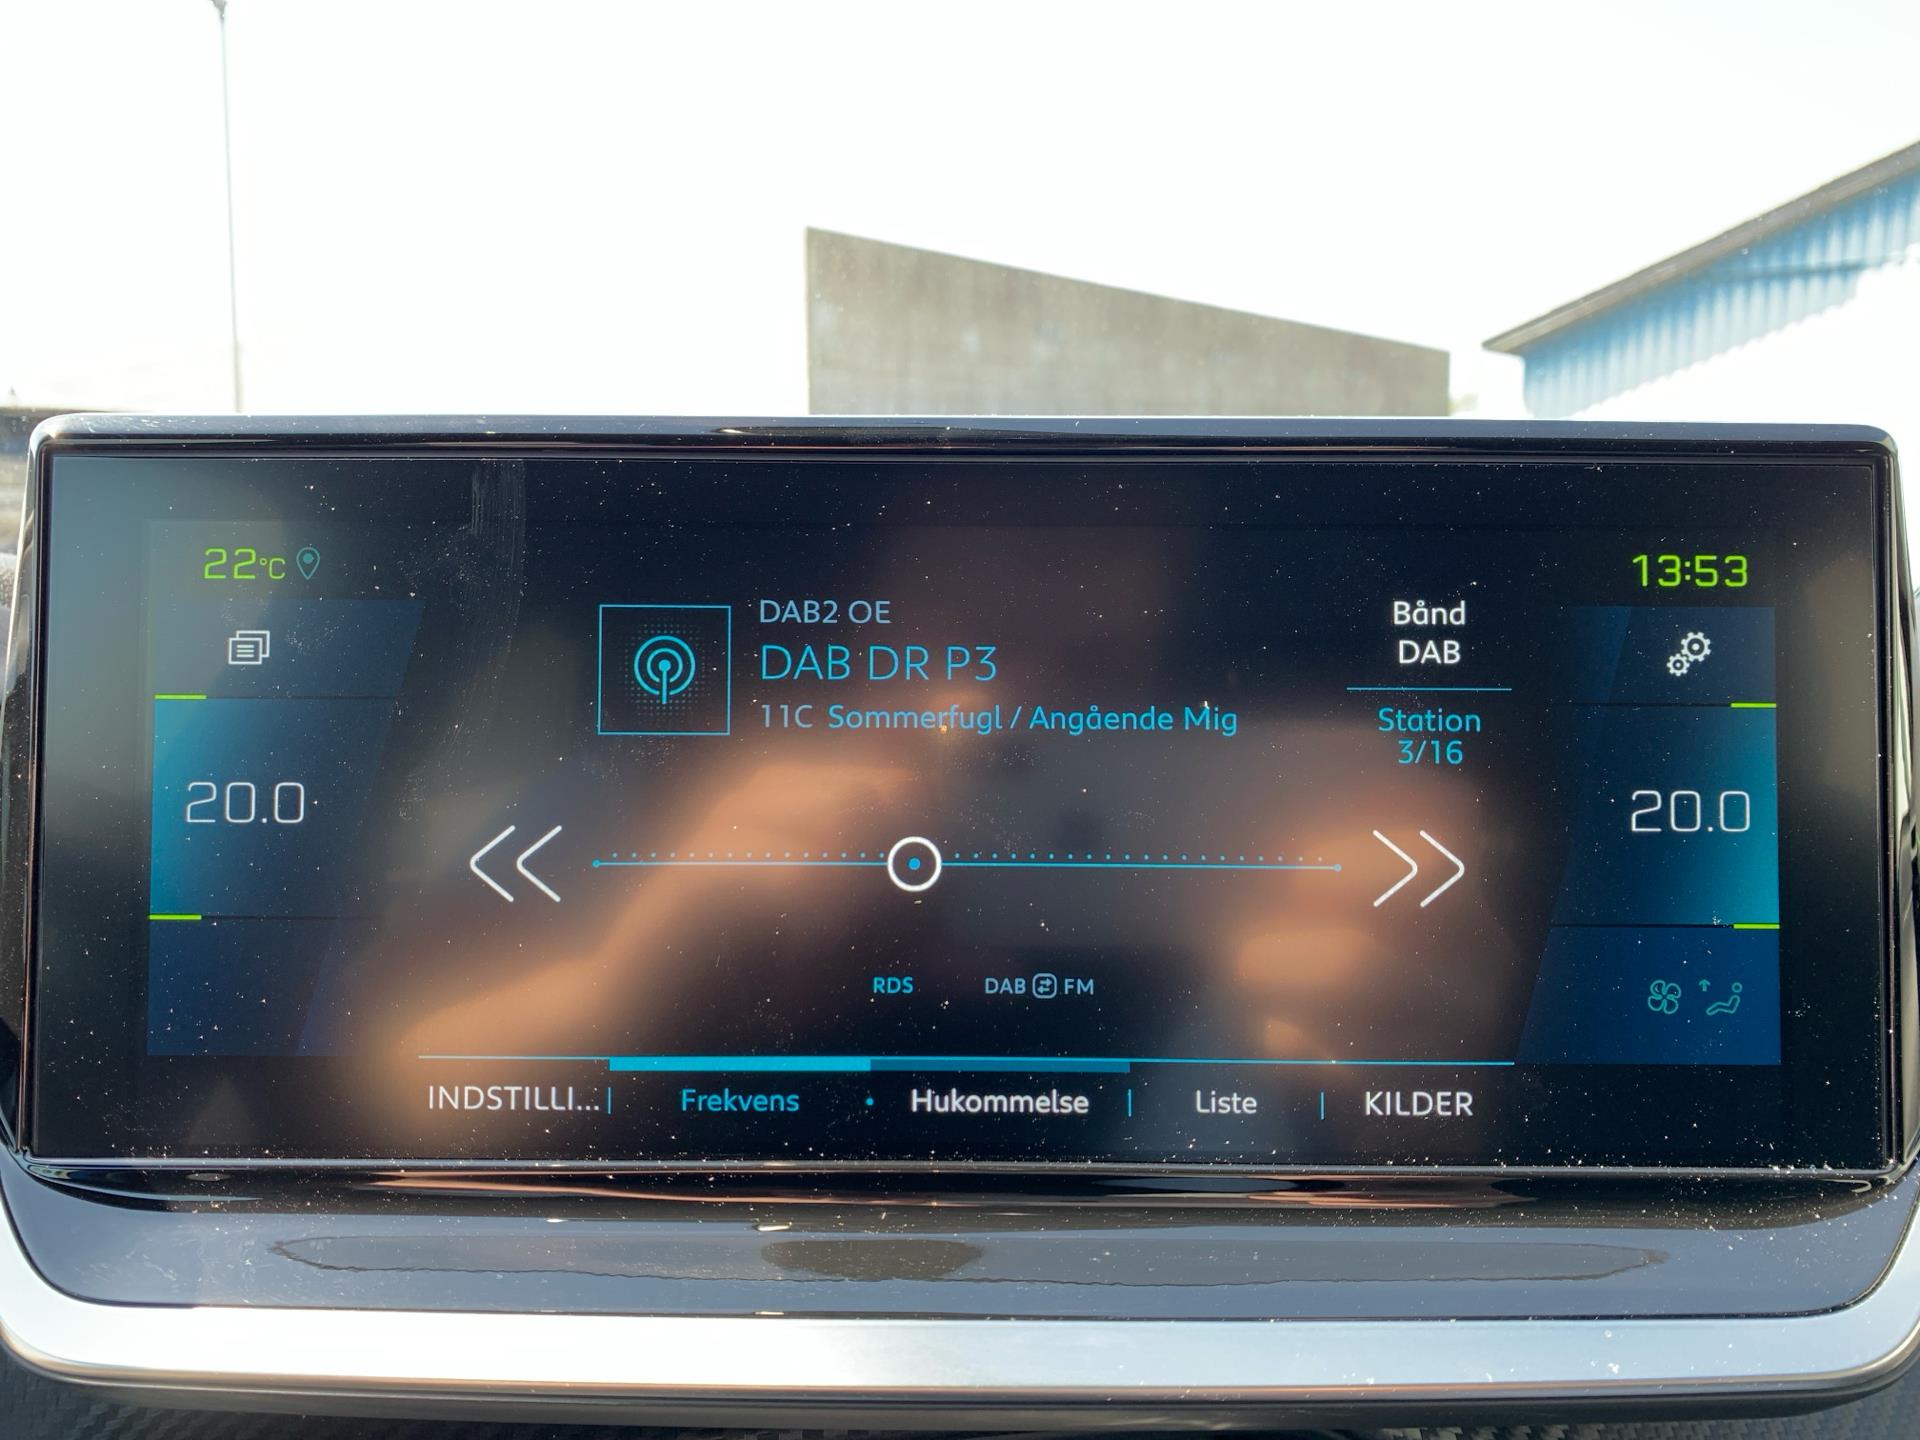 22°C
13:53
DAB2 OE
DAB DR P3
11C Sommerfugl / Angående Mig
Bånd
DAB
Station
3/16
20.0
20.0
RDS
DAB FM
INDSTILLI... | Frekvens • Hukommelse | Liste | KILDER